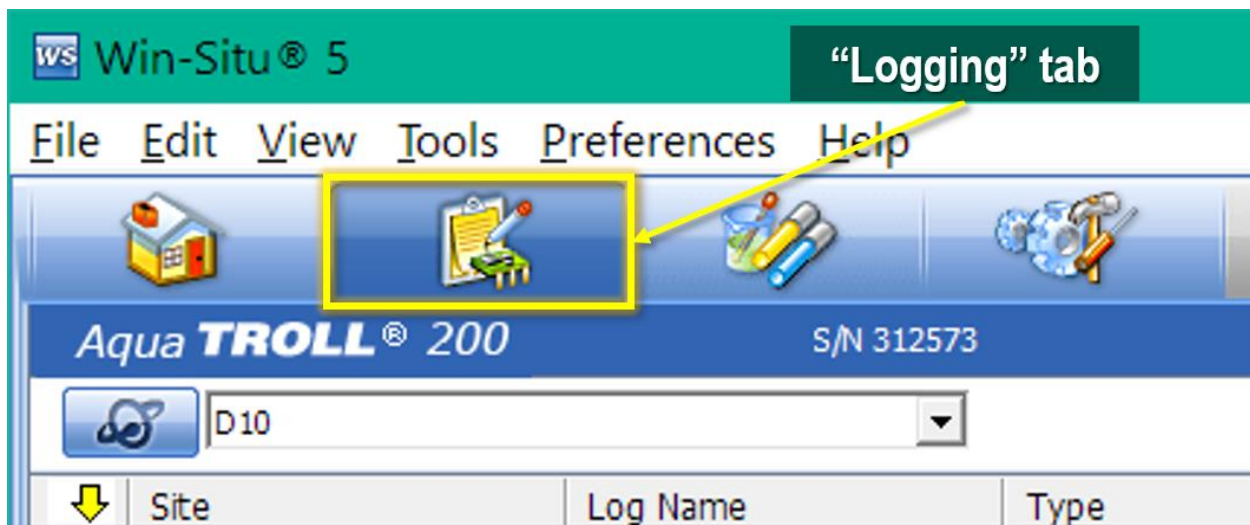 WS Win-Situ® 5
“Logging” tab
File Edit View Tools Preferences Help
Aqua TROLL® 200 S/N 312573
D10
Site Log Name Type